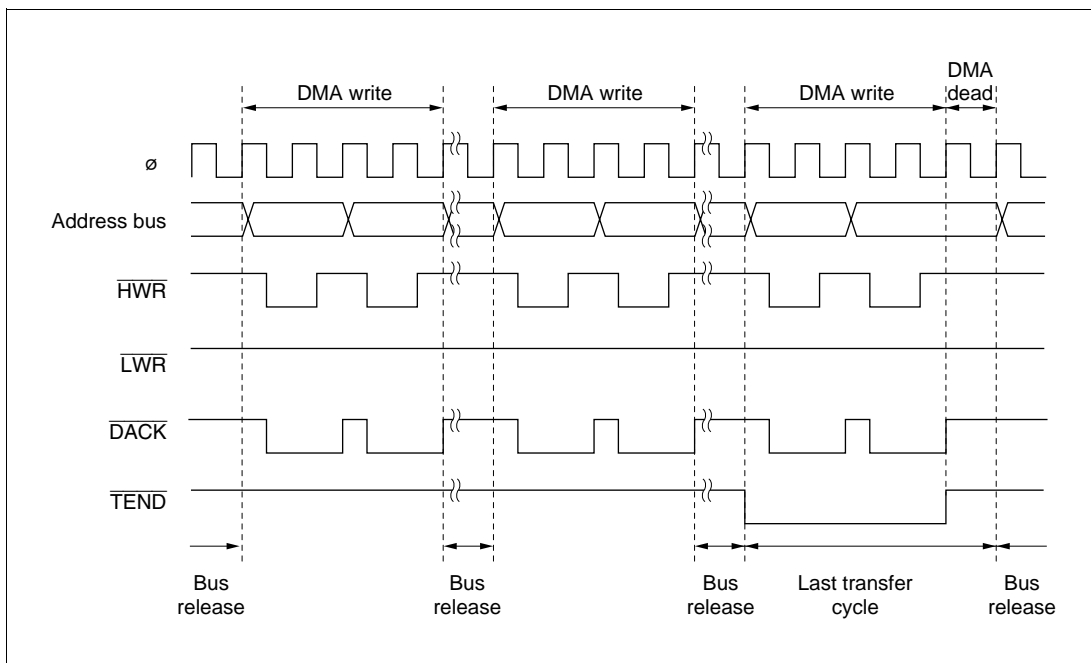 DMA
dead
DMA write
DMA write
DMA write
ø
Address bus
HWR
LWR
DACK
TEND
Bus
release
Bus
release
Bus
release
Last transfer
cycle
Bus
release